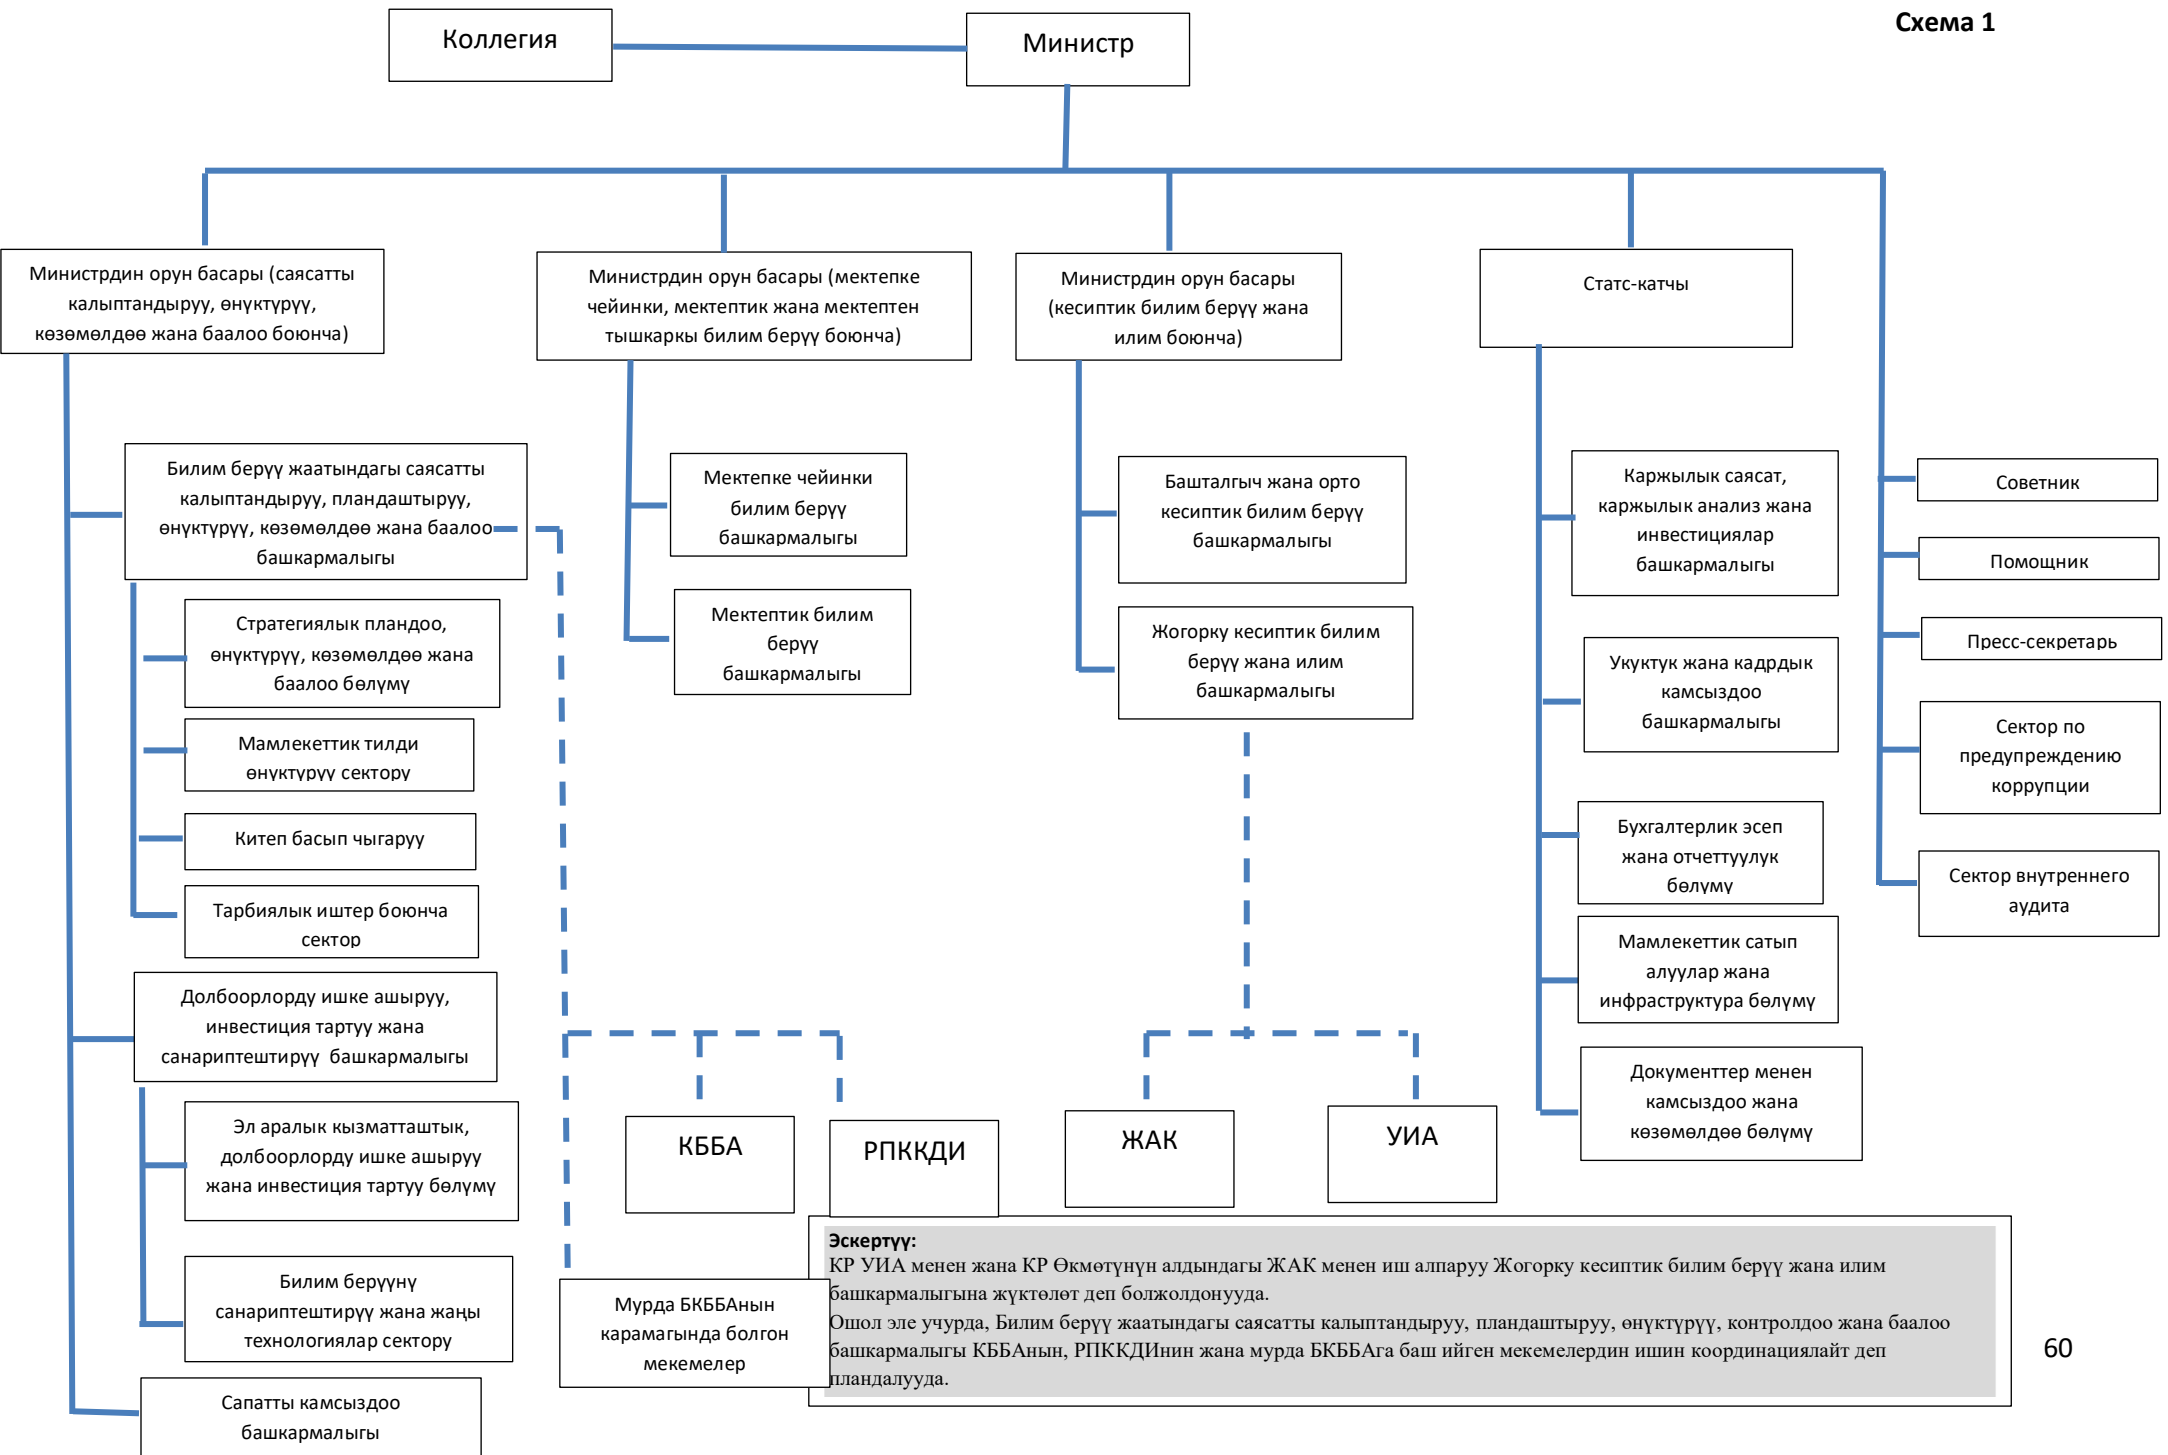 Схема 1
Коллегия
Министр
Министрдин орун басары (саясатты
калыптандыруу, өнүктүрүү,
көзөмөлдөө жана баалоо боюнча)
Министрдин орун басары (мектепке
чейинки, мектептик жана мектептен
тышкаркы билим берүү боюнча)
Министрдин орун басары
(кесиптик билим берүү жана
илим боюнча)
Статс-катчы
Билим берүү жаатындагы саясатты
калыптандыруу, пландаштыруу,
өнүктүрүү, көзөмөлдөө жана баалоо
башкармалыгы
Стратегиялык пландоо,
өнүктүрүү, көзөмөлдөө жана
баалоо бөлүмү
Мамлекеттик тилди
өнүктүрүү сектору
Китеп басып чыгаруу
Тарбиялык иштер боюнча
сектор
Долбоорлорду ишке ашыруу,
инвестиция тартуу жана
санариптештирүү башкармалыгы
Эл аралык кызматташтык,
долбоорлорду ишке ашыруу
жана инвестиция тартуу бөлүмү
Билим берүүнү
санариптештирүү жана жаңы
технологиялар сектору
Сапатты камсыздоо
башкармалыгы
Мектепке чейинки
билим берүү
башкармалыгы
Мектептик билим
берүү
башкармалыгы
Башталгыч жана орто
кесиптик билим берүү
башкармалыгы
Жогорку кесиптик билим
берүү жана илим
башкармалыгы
Каржылык саясат,
каржылык анализ жана
инвестициялар
башкармалыгы
Укуктук жана кадрдык
камсыздоо
башкармалыгы
Бухгалтерлик эсеп
жана отчеттуулук
бөлүмү
Мамлекеттик сатып
алуулар жана
инфраструктура бөлүмү
Документтер менен
камсыздоо жана
көзөмөлдөө бөлүмү
Советник
Помощник
Пресс-секретарь
Сектор по
предупреждению
коррупции
Сектор внутреннего
аудита
КББА
РПККДИ
ЖАК
УИА
Мурда БКББАнын
карамагында болгон
мекемелер
Эскертүү:
КР УИА менен жана КР Өкмөтүнүн алдындагы ЖАК менен иш алпаруу Жогорку кесиптик билим берүү жана илим
башкармалыгына жүктөлөт деп болжолдонууда.
Ошол эле учурда, Билим берүү жаатындагы саясатты калыптандыруу, пландаштыруу, өнүктүрүү, контролдоо жана баалоо
башкармалыгы КББАнын, РПККДИнин жана мурда БКББАга баш ийген мекемелердин ишин координациялайт деп
пландалууда.
60